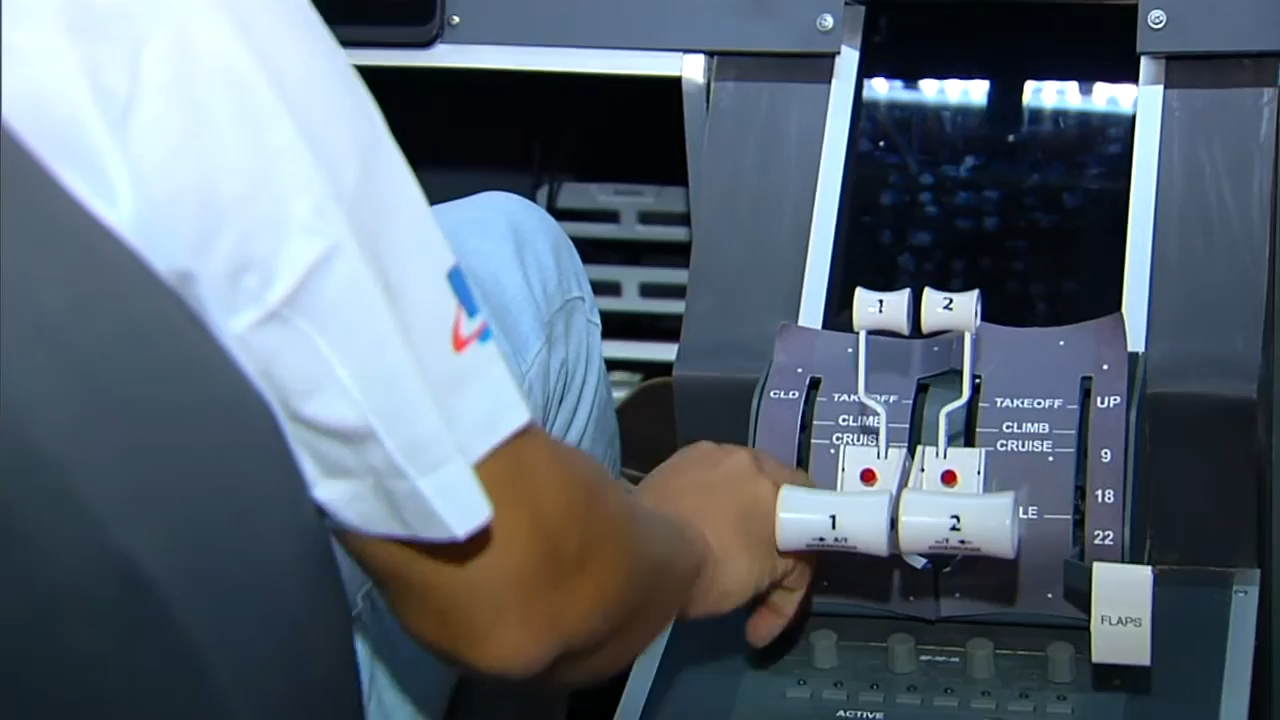 1 2
CLD
TAKEOFF
CLIMB
CRUISE
TAKEOFF
CLIMB
CRUISE
UP
9
18
22
1
A/T
2
LE
FLAPS
ACTIVE